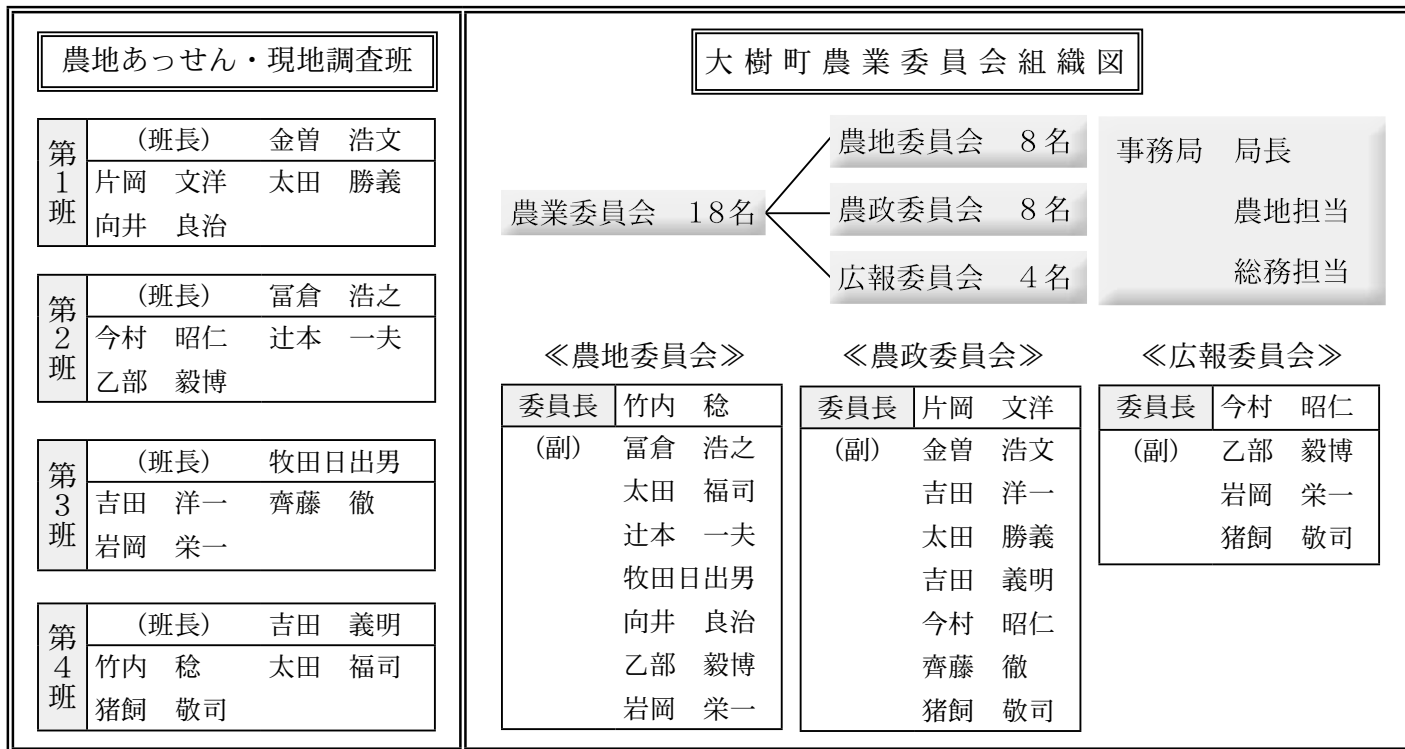 農地あっせん・現地調査班
第1班
(班長)　金曽　浩文
片岡　文洋　太田　勝義
向井　良治
第2班
(班長)　冨倉　浩之
今村　昭仁　辻本　一夫
乙部　毅博
第3班
(班長)　牧田日出男
吉田　洋一　齊藤　徹
岩岡　栄一
第4班
(班長)　吉田　義明
竹内　稔　太田　福司
猪飼　敬司
大樹町農業委員会組織図
農業委員会　18名
農地委員会　8名
農政委員会　8名
広報委員会　4名
事務局　局長
農地担当
総務担当
≪農地委員会≫
委員長　竹内　稔
(副)　冨倉　浩之
太田　福司
辻本　一夫
牧田日出男
向井　良治
乙部　毅博
岩岡　栄一
≪農政委員会≫
委員長　片岡　文洋
(副)　金曽　浩文
吉田　洋一
太田　勝義
吉田　義明
今村　昭仁
齊藤　徹
猪飼　敬司
≪広報委員会≫
委員長　今村　昭仁
(副)　乙部　毅博
岩岡　栄一
猪飼　敬司